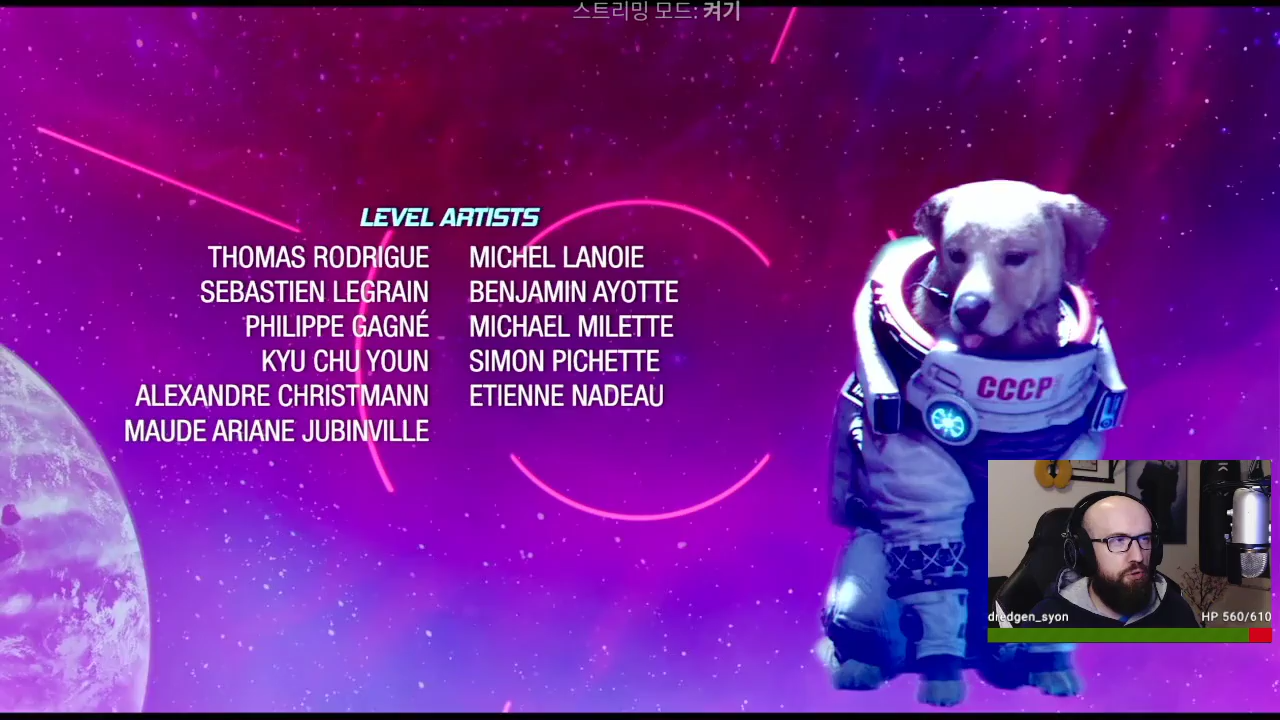 스트리밍 모드: 켜기
LEVEL ARTISTS
THOMAS RODRIGUE MICHEL LANOIE
SEBASTIEN LEGRAIN BENJAMIN AYOTTE
PHILIPPE GAGNÉ MICHAEL MILETTE
KYU CHU YOUN SIMON PICHETTE
ALEXANDRE CHRISTMANN ETIENNE NADEAU
MAUDE ARIANE JUBINVILLE
CCCP
dredgen_syon HP 560/610